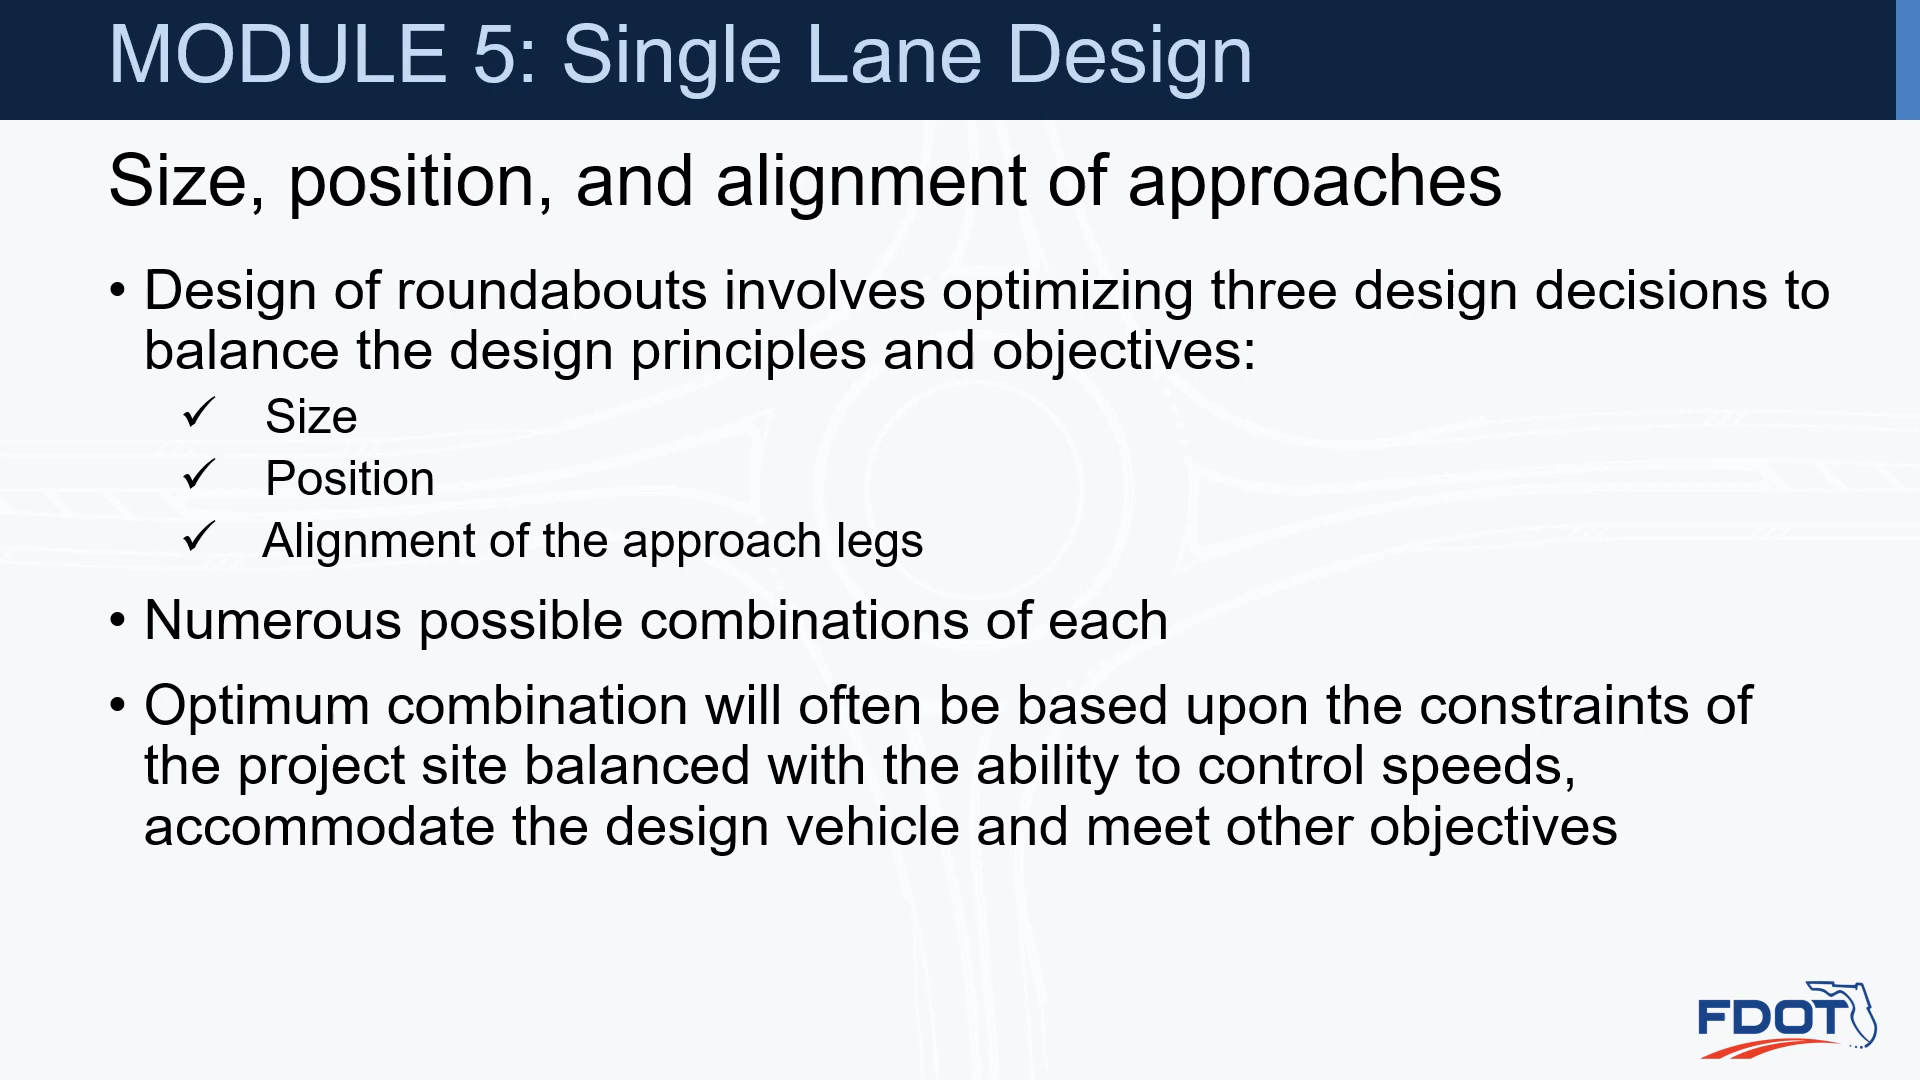 MODULE 5: Single Lane Design
Size, position, and alignment of approaches
• Design of roundabouts involves optimizing three design decisions to
balance the design principles and objectives:
✓ Size
✓ Position
✓ Alignment of the approach legs
• Numerous possible combinations of each
• Optimum combination will often be based upon the constraints of
the project site balanced with the ability to control speeds,
accommodate the design vehicle and meet other objectives
FDOT